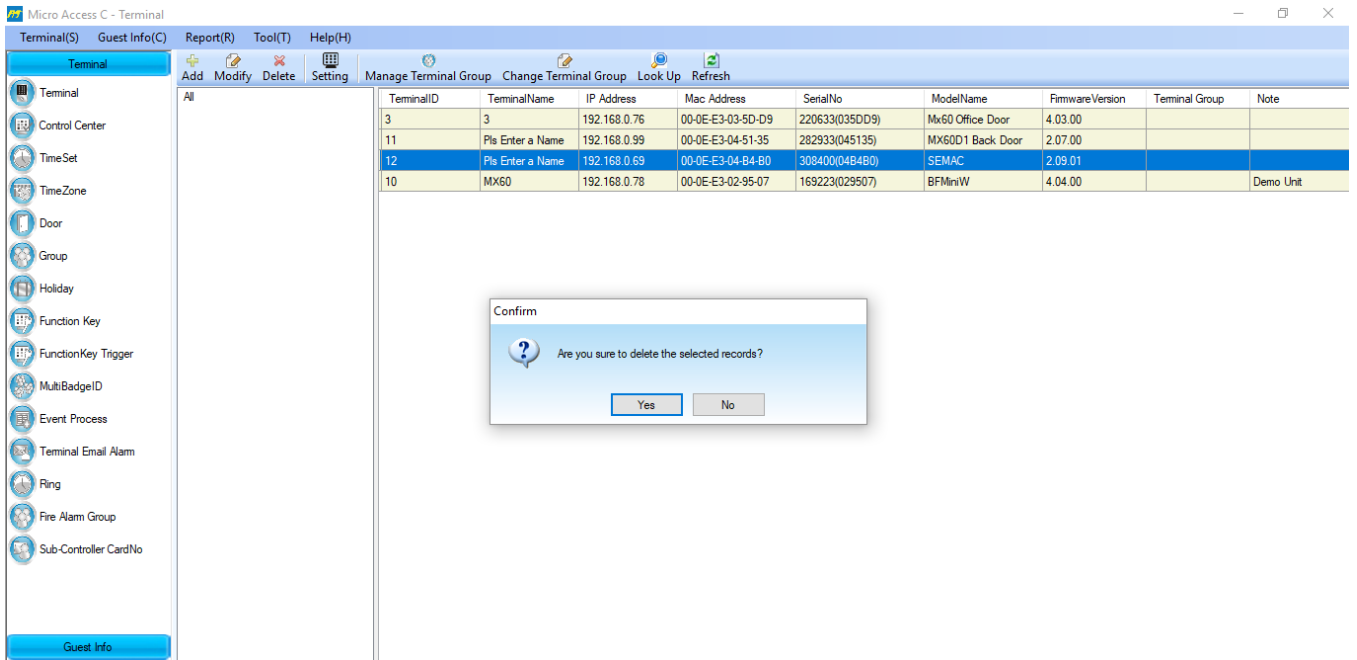 Micro Access C - Terminal
Terminal(S) Guest Info(C) Report(R) Tool(T) Help(H)
Terminal
Add Modify Delete Setting Manage Terminal Group Change Terminal Group Look Up Refresh
Terminal
Control Center
TimeSet
TimeZone
Door
Group
Holiday
Function Key
FunctionKey Trigger
MultiBadgeID
Event Process
Terminal Email Alarm
Ring
Fire Alarm Group
Sub-Controller CardNo
Guest Info
All
TerminalID TerminalName IP Address Mac Address SerialNo ModelName FirmwareVersion Terminal Group Note
3 3 192.168.0.76 00-0E-E3-03-5D-D9 220633(035DD9) Mx60 Office Door 4.03.00
11 Pls Enter a Name 192.168.0.99 00-0E-E3-04-51-35 282933(045135) MX60D1 Back Door 2.07.00
12 Pls Enter a Name 192.168.0.69 00-0E-E3-04-B4-B0 308400(04B4B0) SEMAC 2.09.01
10 MX60 192.168.0.78 00-0E-E3-02-95-07 169223(029507) BFMiniW 4.04.00 Demo Unit
Confirm
Are you sure to delete the selected records?
Yes No